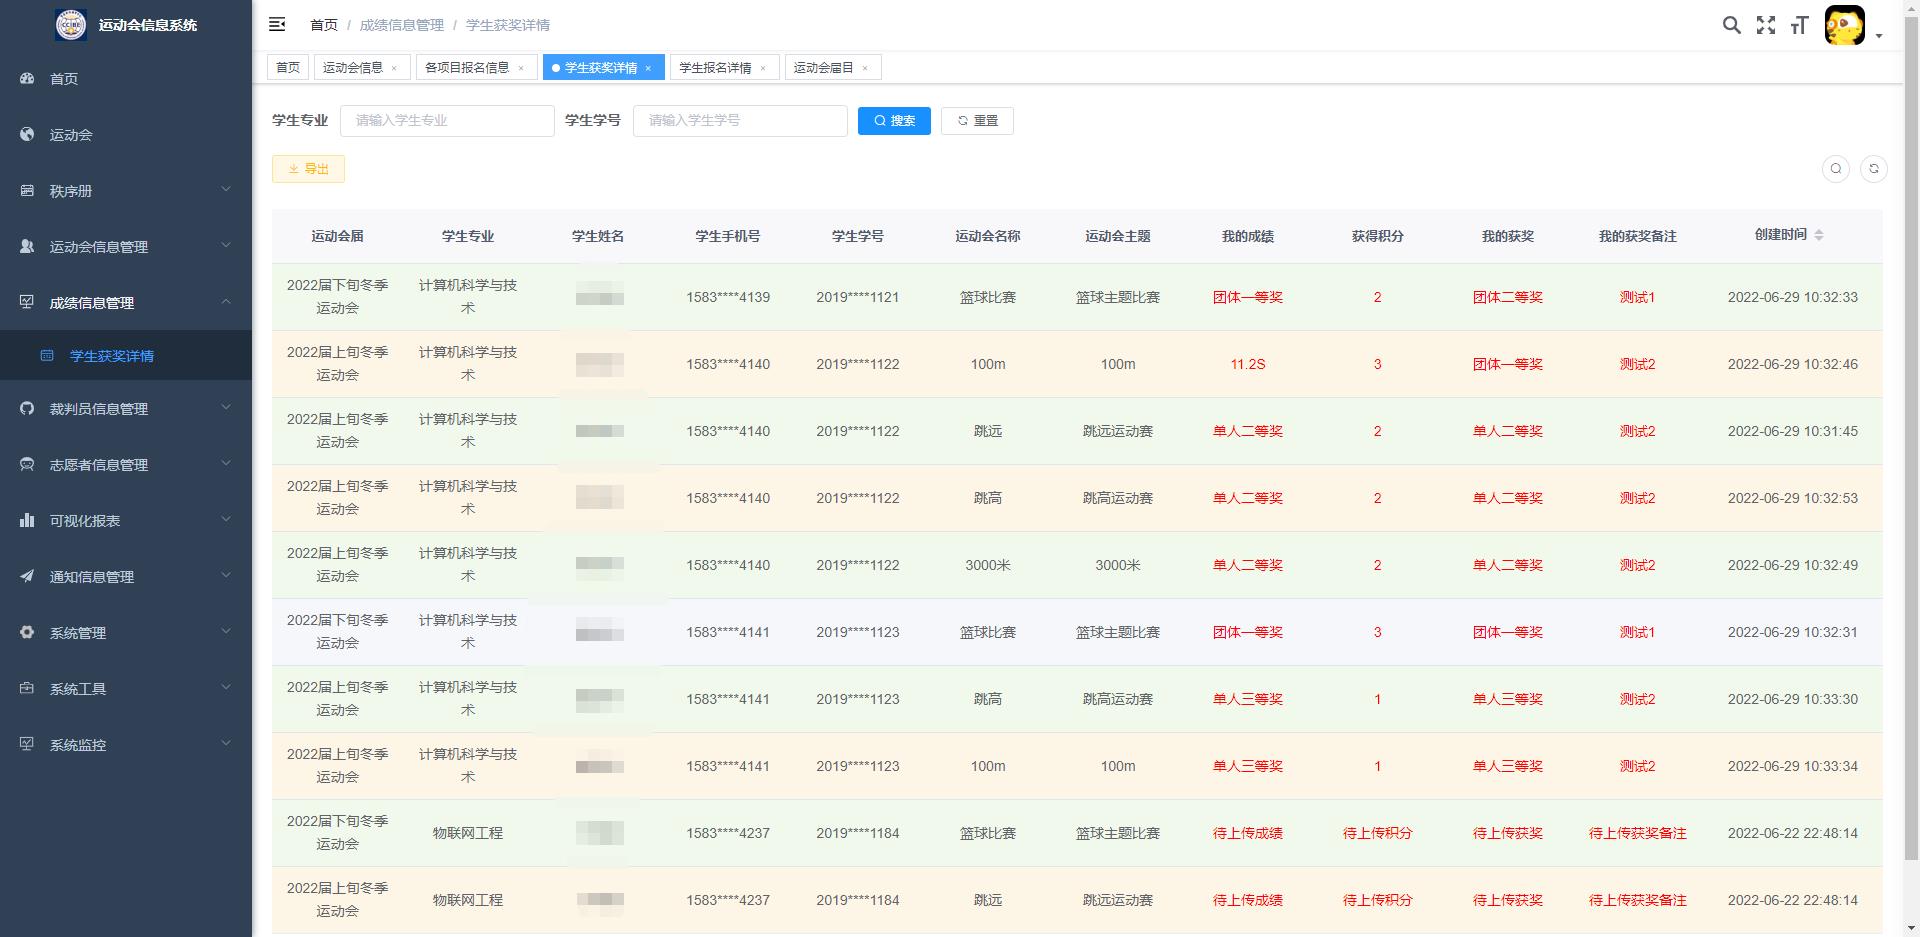 运动会信息系统
首页
运动会
秩序册
运动会信息管理
成绩信息管理
学生获奖详情
裁判员信息管理
志愿者信息管理
可视化报表
通知信息管理
系统管理
系统工具
系统监控
首页 / 成绩信息管理 / 学生获奖详情
首页 运动会信息 × 各项目报名信息 × 学生获奖详情 × 学生报名详情 × 运动会届目 ×
学生专业 请输入学生专业 学生学号 请输入学生学号 搜索 重置
导出
运动会届 学生专业 学生姓名 学生手机号 学生学号 运动会名称 运动会主题 我的成绩 获得积分 我的获奖 我的获奖备注 创建时间
2022届下旬冬季运动会 计算机科学与技术 1583****4139 2019****1121 篮球比赛 篮球主题比赛 团体一等奖 2 团体二等奖 测试1 2022-06-29 10:32:33
2022届上旬冬季运动会 计算机科学与技术 1583****4140 2019****1122 100m 100m 11.2S 3 团体一等奖 测试2 2022-06-29 10:32:46
2022届上旬冬季运动会 计算机科学与技术 1583****4140 2019****1122 跳远 跳远运动赛 单人二等奖 2 单人二等奖 测试2 2022-06-29 10:31:45
2022届上旬冬季运动会 计算机科学与技术 1583****4140 2019****1122 跳高 跳高运动赛 单人二等奖 2 单人二等奖 测试2 2022-06-29 10:32:53
2022届上旬冬季运动会 计算机科学与技术 1583****4140 2019****1122 3000米 3000米 单人二等奖 2 单人二等奖 测试2 2022-06-29 10:32:49
2022届下旬冬季运动会 计算机科学与技术 1583****4141 2019****1123 篮球比赛 篮球主题比赛 团体一等奖 3 团体一等奖 测试1 2022-06-29 10:32:31
2022届上旬冬季运动会 计算机科学与技术 1583****4141 2019****1123 跳高 跳高运动赛 单人三等奖 1 单人三等奖 测试2 2022-06-29 10:33:30
2022届上旬冬季运动会 计算机科学与技术 1583****4141 2019****1123 100m 100m 单人三等奖 1 单人三等奖 测试2 2022-06-29 10:33:34
2022届下旬冬季运动会 物联网工程 1583****4237 2019****1184 篮球比赛 篮球主题比赛 待上传成绩 待上传积分 待上传获奖 待上传获奖备注 2022-06-22 22:48:14
2022届上旬冬季运动会 物联网工程 1583****4237 2019****1184 跳远 跳远运动赛 待上传成绩 待上传积分 待上传获奖 待上传获奖备注 2022-06-22 22:48:14